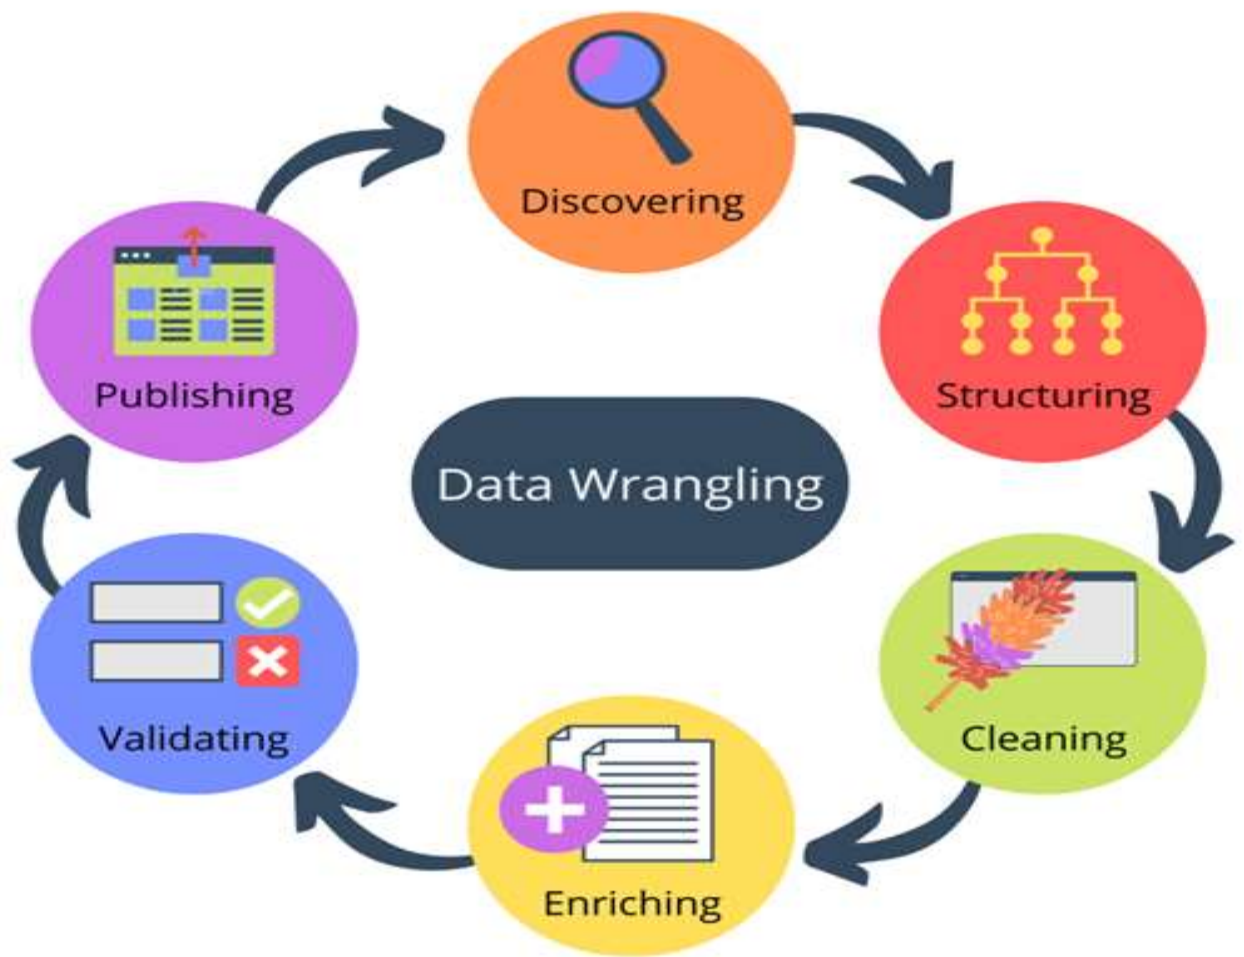 Discovering
Structuring
Publishing
Data Wrangling
Cleaning
Validating
Enriching